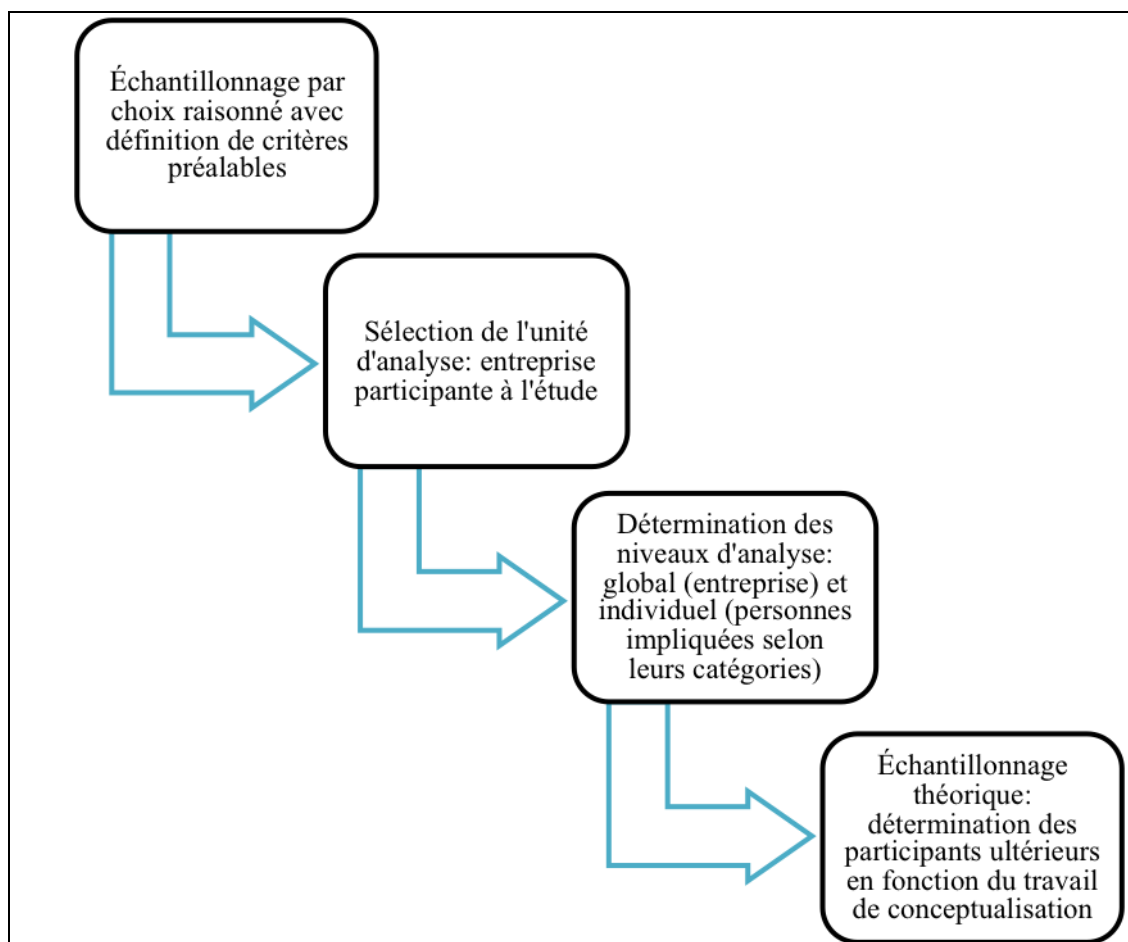 Échantillonnage par
choix raisonné avec
définition de critères
préalables
Sélection de l'unité
d'analyse: entreprise
participante à l'étude
Détermination des
niveaux d'analyse:
global (entreprise) et
individuel (personnes
impliquées selon
leurs catégories)
Échantillonnage
théorique:
détermination des
participants ultérieurs
en fonction du travail
de conceptualisation